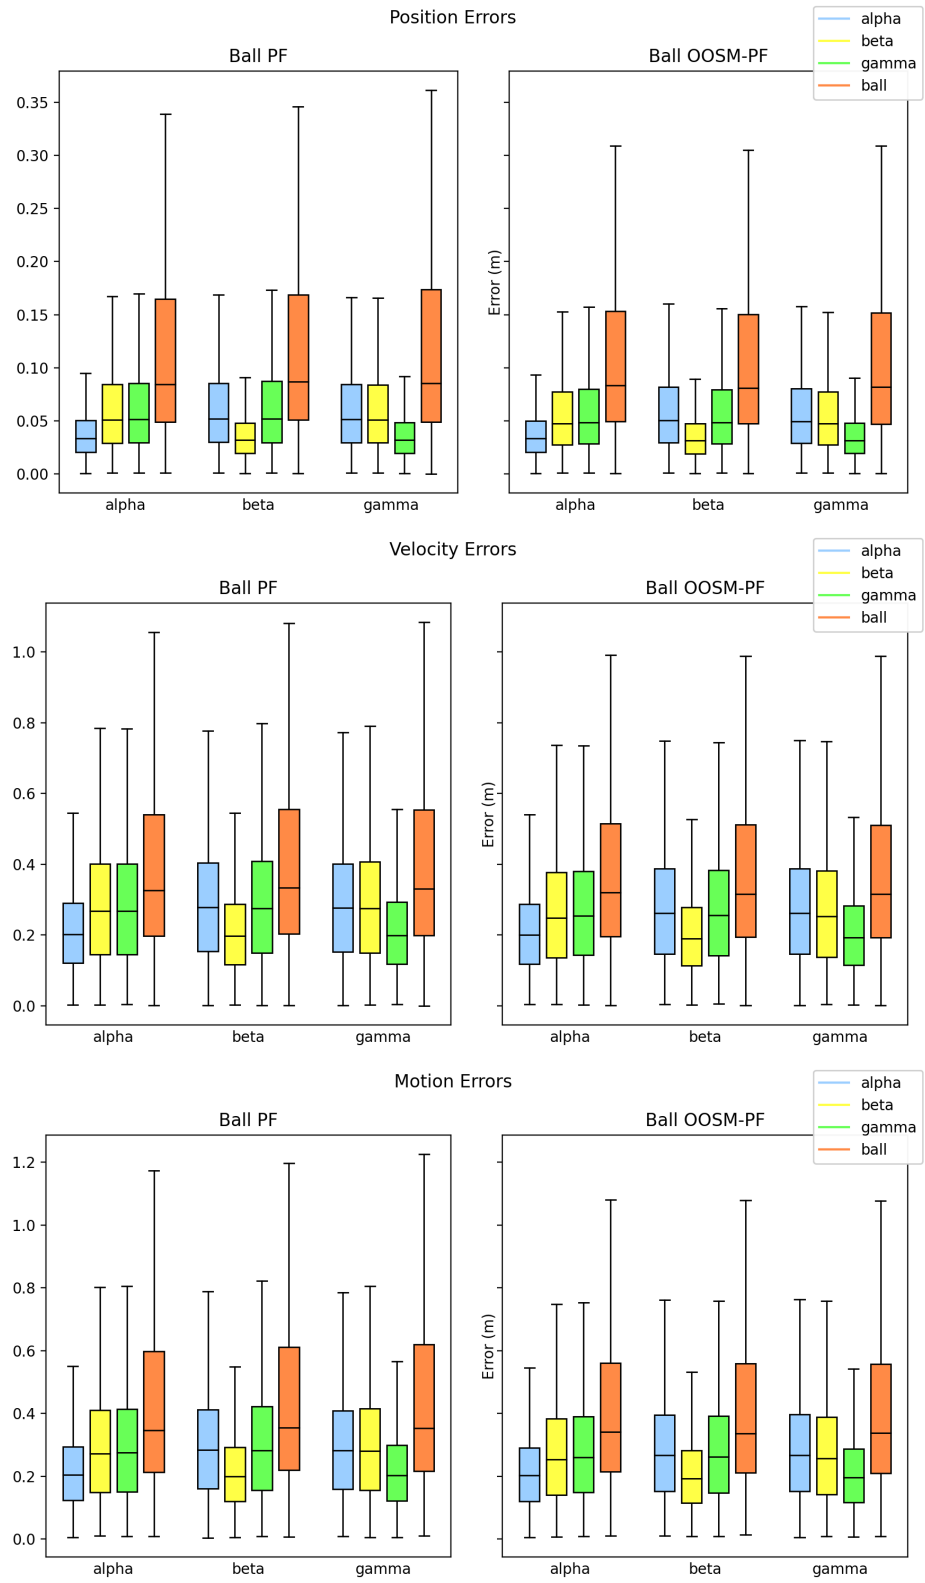 Position Errors
alpha
beta
gamma
ball
Ball PF
Ball OOSM-PF
0.35
0.30
0.25
0.20
0.15
0.10
0.05
0.00
Error (m)
alpha beta gamma
alpha beta gamma
Velocity Errors
alpha
beta
gamma
ball
Ball PF
Ball OOSM-PF
1.0
0.8
0.6
0.4
0.2
0.0
Error (m)
alpha beta gamma
alpha beta gamma
Motion Errors
alpha
beta
gamma
ball
Ball PF
Ball OOSM-PF
1.2
1.0
0.8
0.6
0.4
0.2
0.0
Error (m)
alpha beta gamma
alpha beta gamma